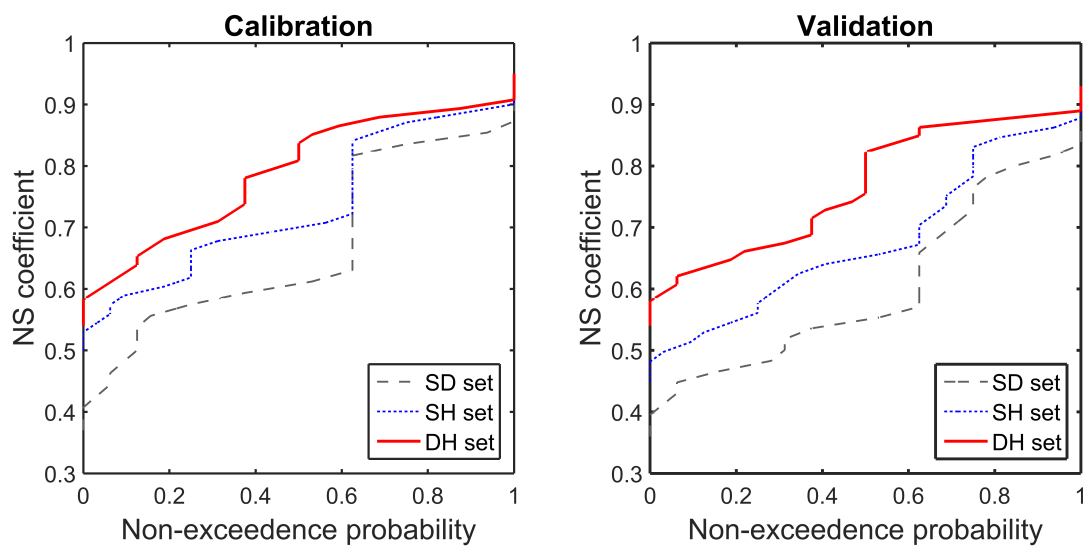 Calibration
1
0.9
0.8
0.7
0.6
0.5
0.4
0.3
NS coefficient
0 0.2 0.4 0.6 0.8 1
Non-exceedence probability
SD set
SH set
DH set
Validation
1
0.9
0.8
0.7
0.6
0.5
0.4
0.3
NS coefficient
0 0.2 0.4 0.6 0.8 1
Non-exceedence probability
SD set
SH set
DH set